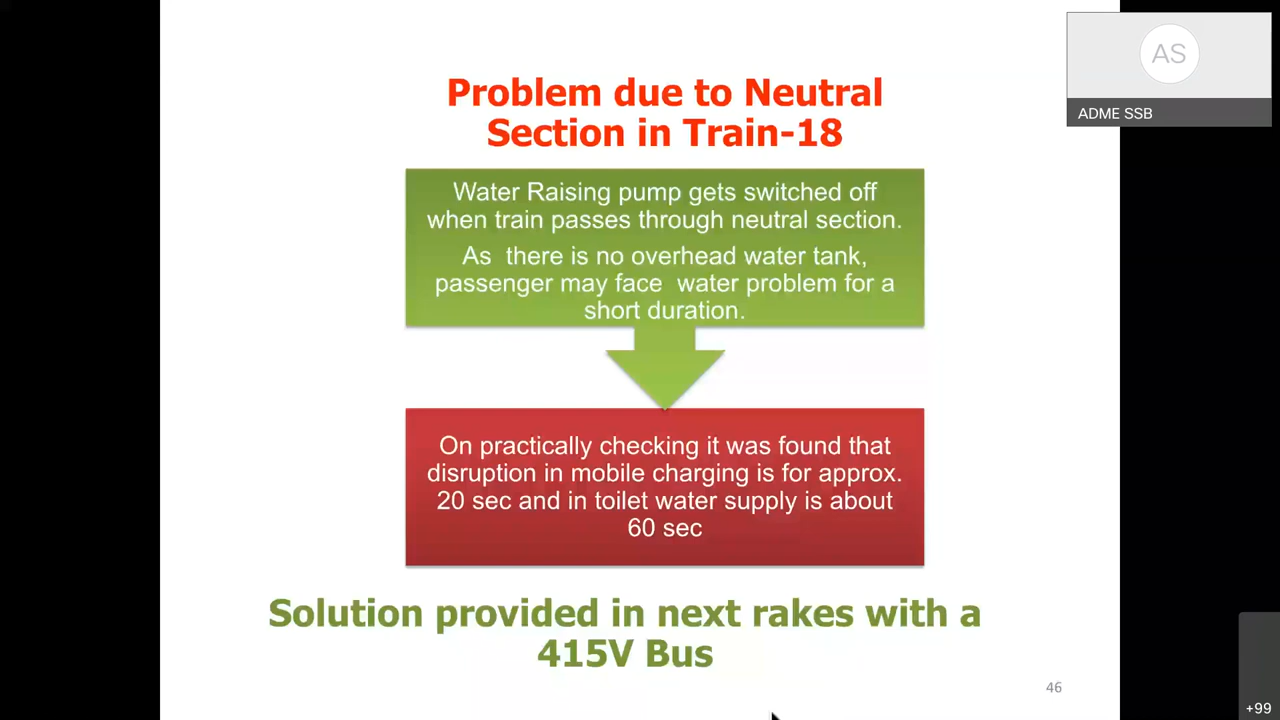 Problem due to Neutral
Section in Train-18
AS
ADME SSB
Water Raising pump gets switched off
when train passes through neutral section.
As there is no overhead water tank,
passenger may face water problem for a
short duration.
On practically checking it was found that
disruption in mobile charging is for approx.
20 sec and in toilet water supply is about
60 sec
Solution provided in next rakes with a
415V Bus
46
+99